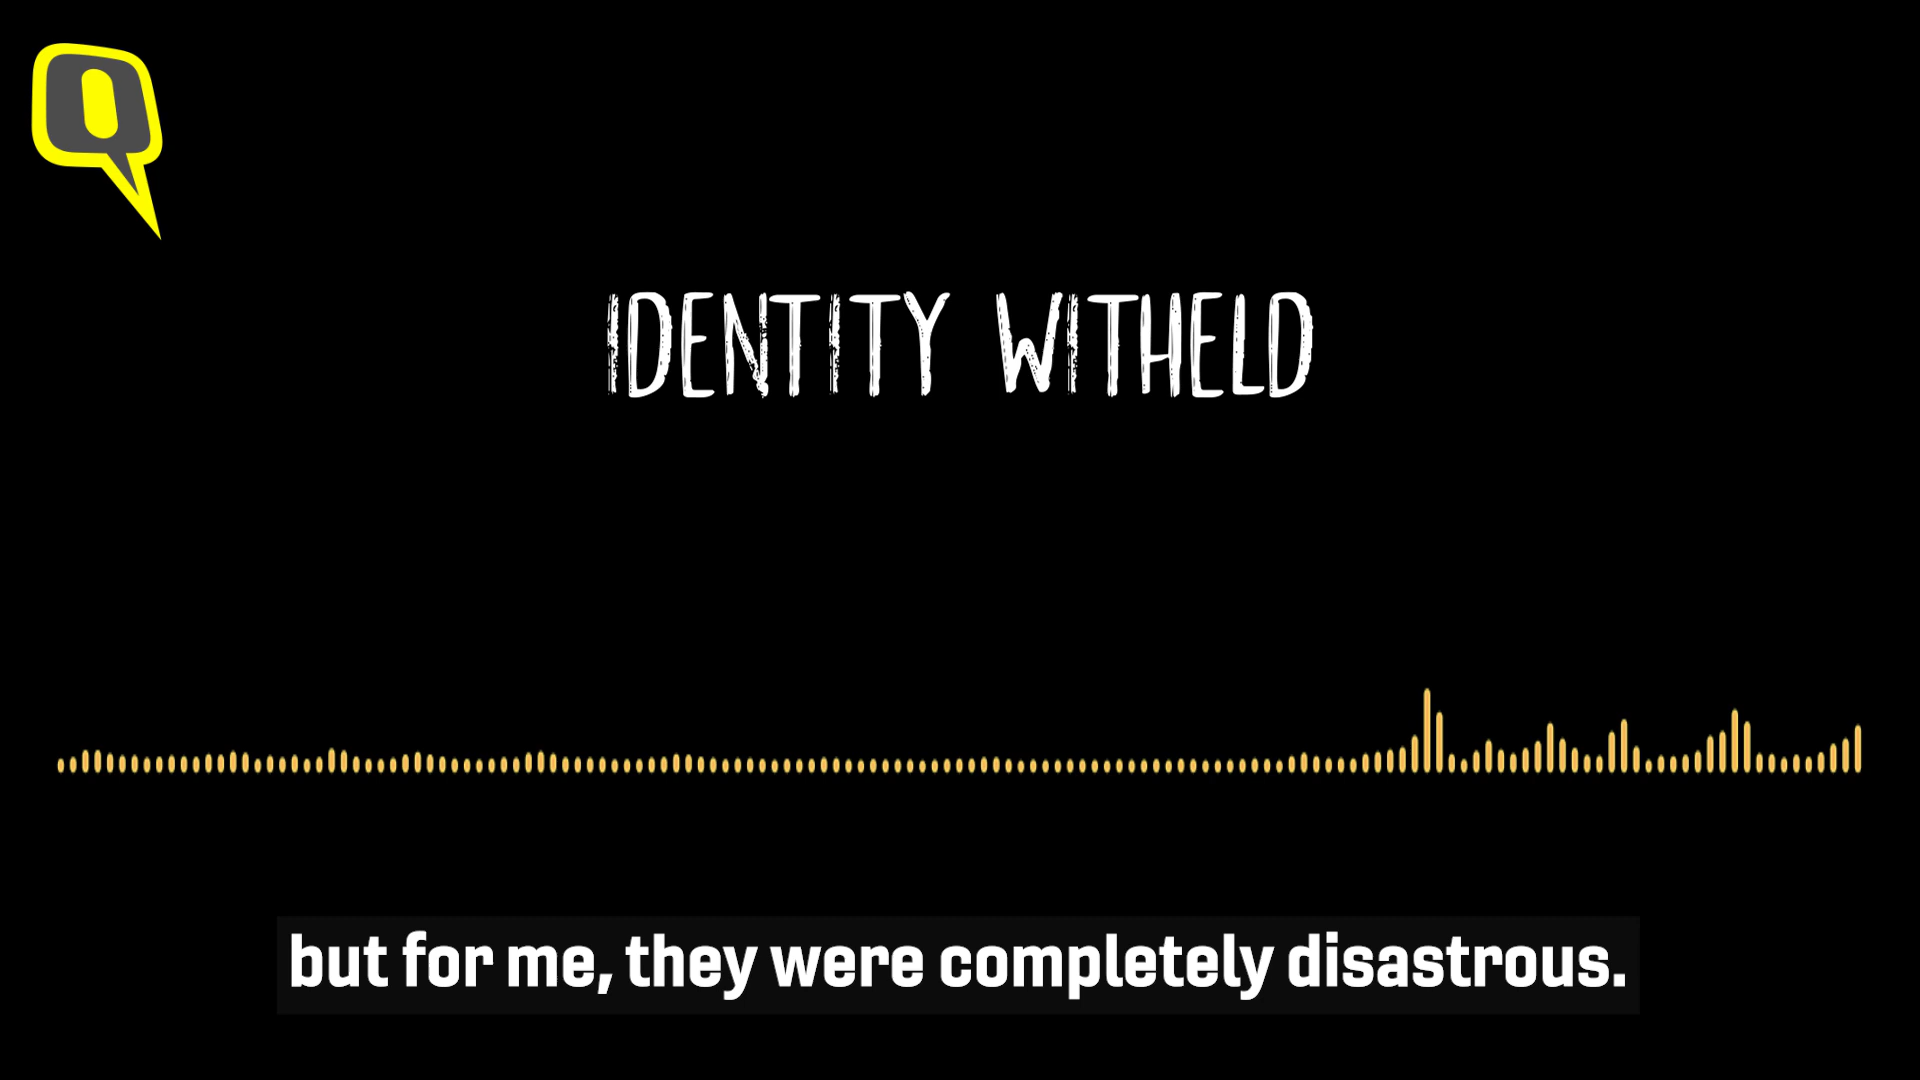 IDENTITY WITHELD
but for me, they were completely disastrous.